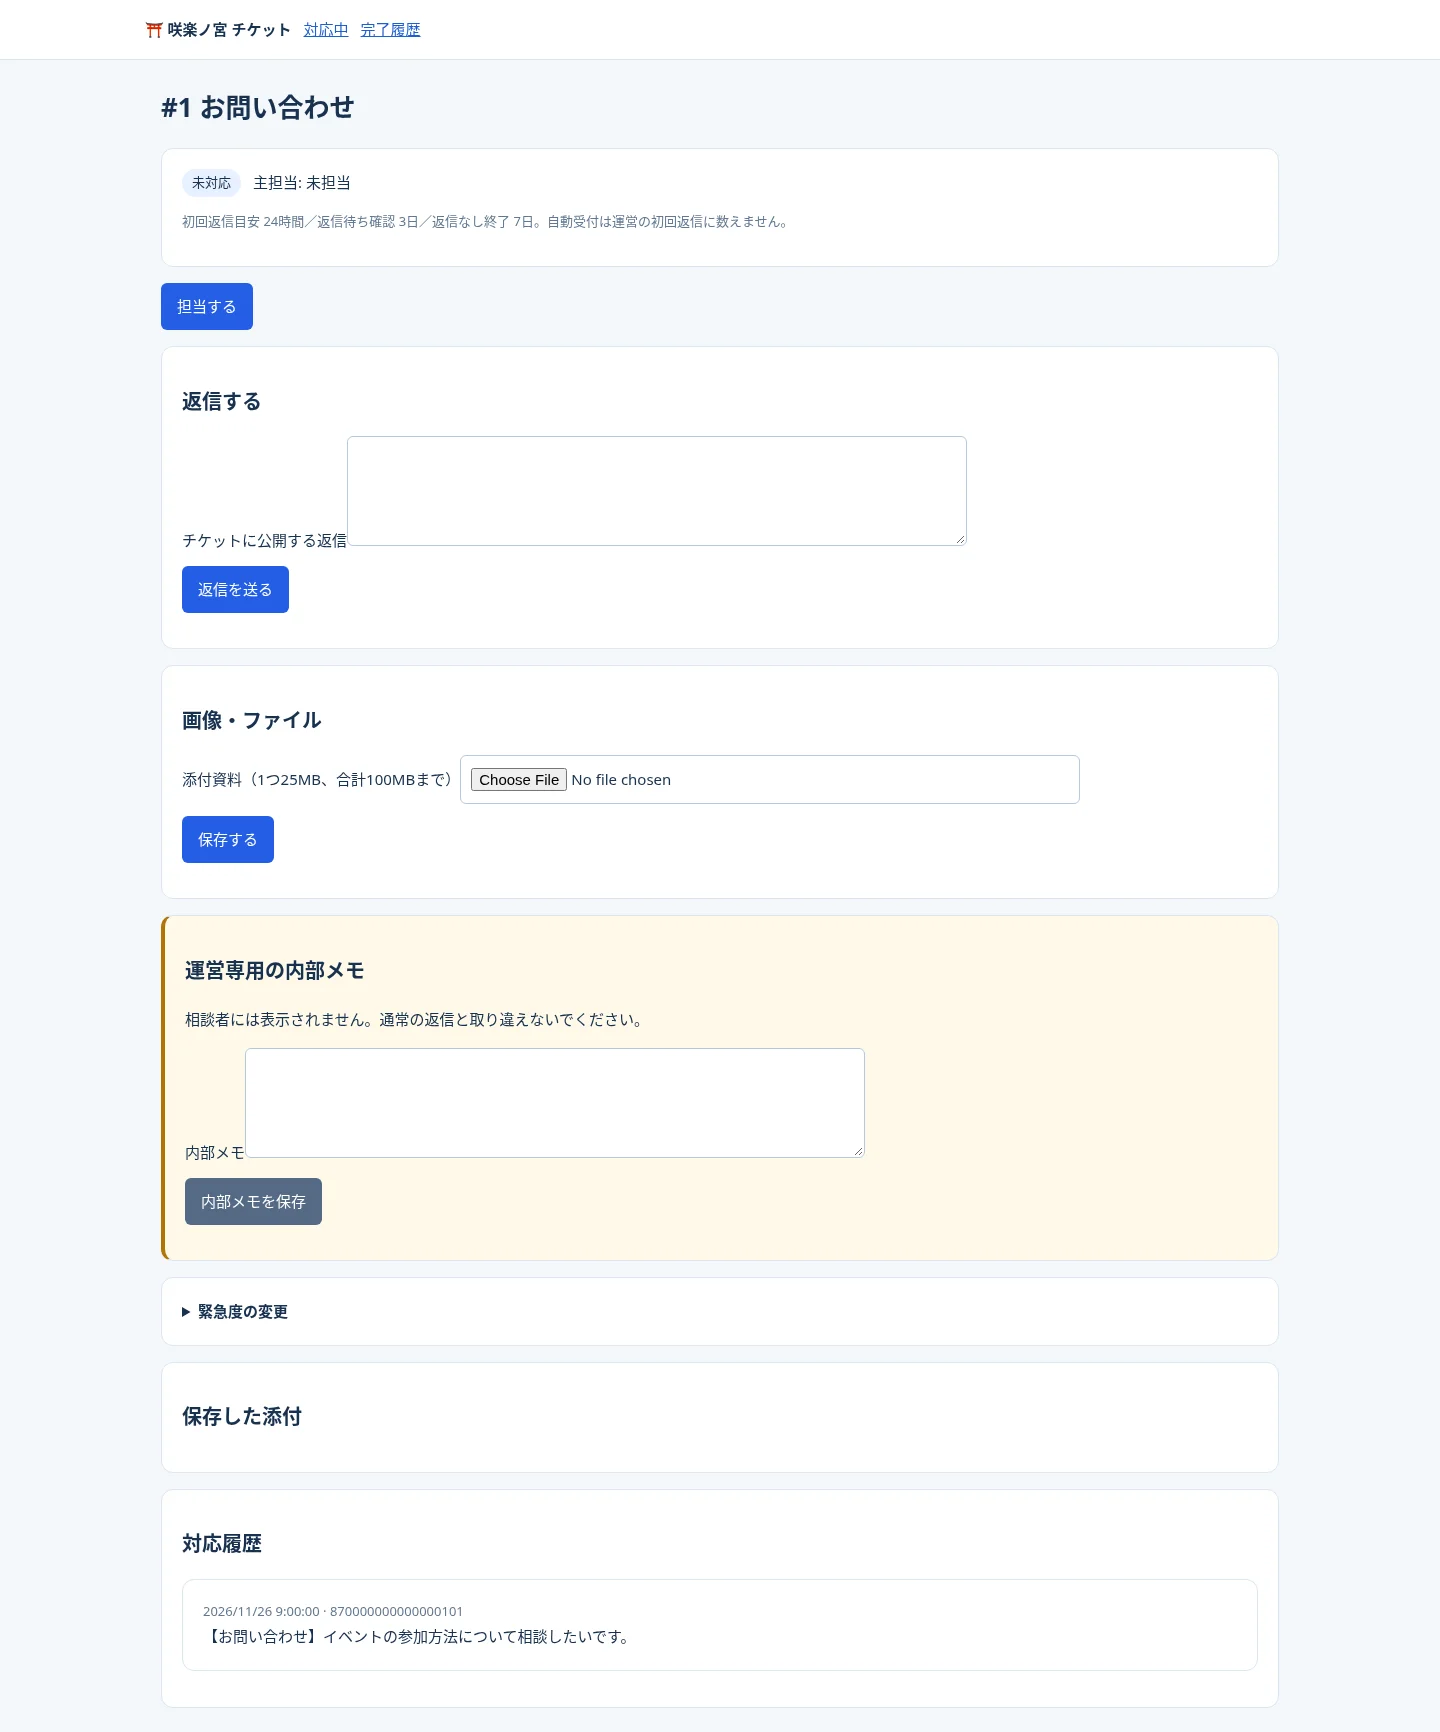 ⛩️ 咲楽ノ宮 チケット 対応中 完了履歴
#1 お問い合わせ
未対応 主担当: 未担当
初回返信目安 24時間／返信待ち確認 3日／返信なし終了 7日。自動受付は運営の初回返信に数えません。
担当する
返信する
チケットに公開する返信
返信を送る
画像・ファイル
添付資料（1つ25MB、合計100MBまで） Choose File No file chosen
保存する
運営専用の内部メモ
相談者には表示されません。通常の返信と取り違えないでください。
内部メモ
内部メモを保存
▶ 緊急度の変更
保存した添付
対応履歴
2026/11/26 9:00:00 · 870000000000000101
【お問い合わせ】イベントの参加方法について相談したいです。